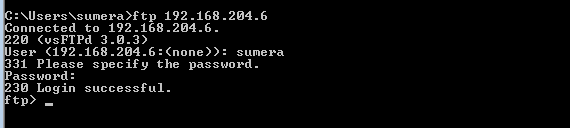 C:\Users\sumera>ftp 192.168.204.6
Connected to 192.168.204.6.
220 (vsFTPd 3.0.3)
User (192.168.204.6:(none)): sumera
331 Please specify the password.
Password:
230 Login successful.
ftp> _